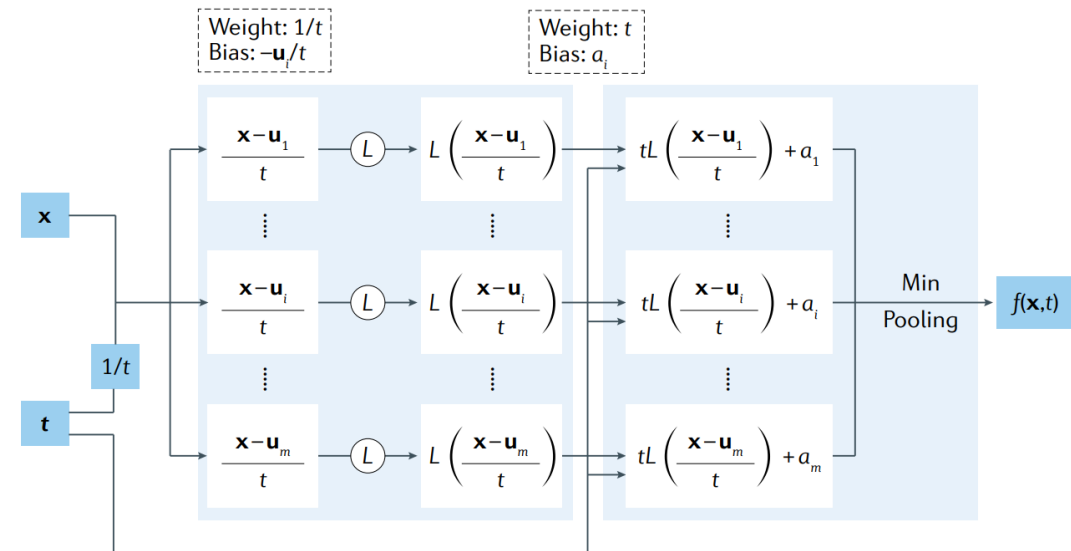 Weight: 1/t
Bias: –u_i/t
Weight: t
Bias: a_i
x
1/t
t
x–u_1 / t
L
L ( x–u_1 / t )
tL ( x–u_1 / t ) + a_1
x–u_i / t
L
L ( x–u_i / t )
tL ( x–u_i / t ) + a_i
x–u_m / t
L
L ( x–u_m / t )
tL ( x–u_m / t ) + a_m
Min
Pooling
f(x,t)